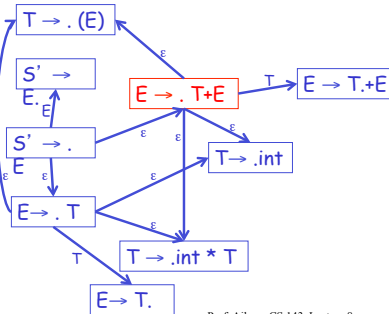 T → . (E)
ε
S' →
E.
E
E → . T+E
T
E → T.+E
S' → .
E
ε
ε
ε
T→ .int
ε
ε
ε
E→ . T
ε
T → .int * T
T
E→ T.